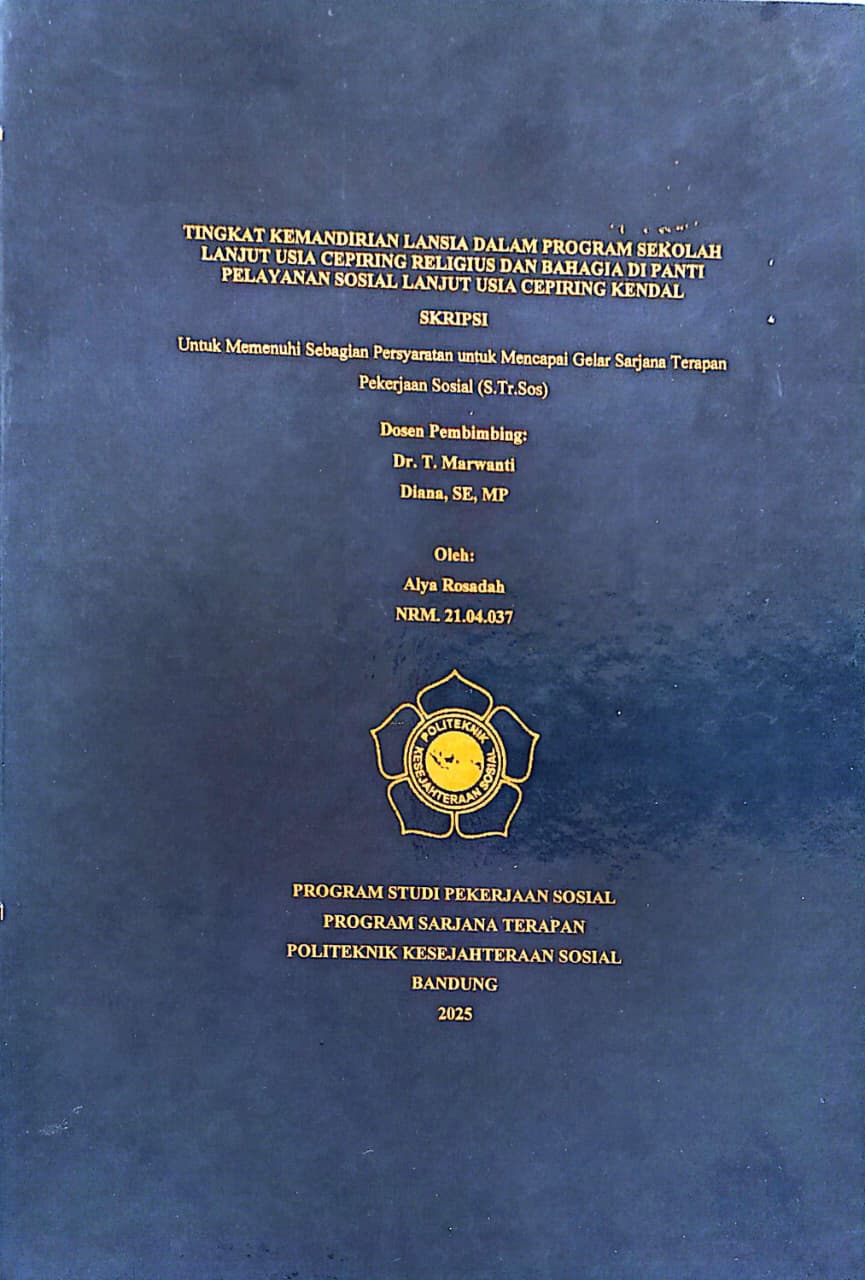 TINGKAT KEMANDIRIAN LANSIA DALAM PROGRAM SEKOLAH
LANJUT USIA CEPIRING RELIGIUS DAN BAHAGIA DI PANTI
PELAYANAN SOSIAL LANJUT USIA CEPIRING KENDAL
SKRIPSI
Untuk Memenuhi Sebagian Persyaratan untuk Mencapai Gelar Sarjana Terapan
Pekerjaan Sosial (S.Tr.Sos)
Dosen Pembimbing:
Dr. T. Marwanti
Diana, SE, MP
Oleh:
Alya Rosadah
NRM. 21.04.037
POLITEKNIK
KESEJAHTERAAN SOSIAL
PROGRAM STUDI PEKERJAAN SOSIAL
PROGRAM SARJANA TERAPAN
POLITEKNIK KESEJAHTERAAN SOSIAL
BANDUNG
2025